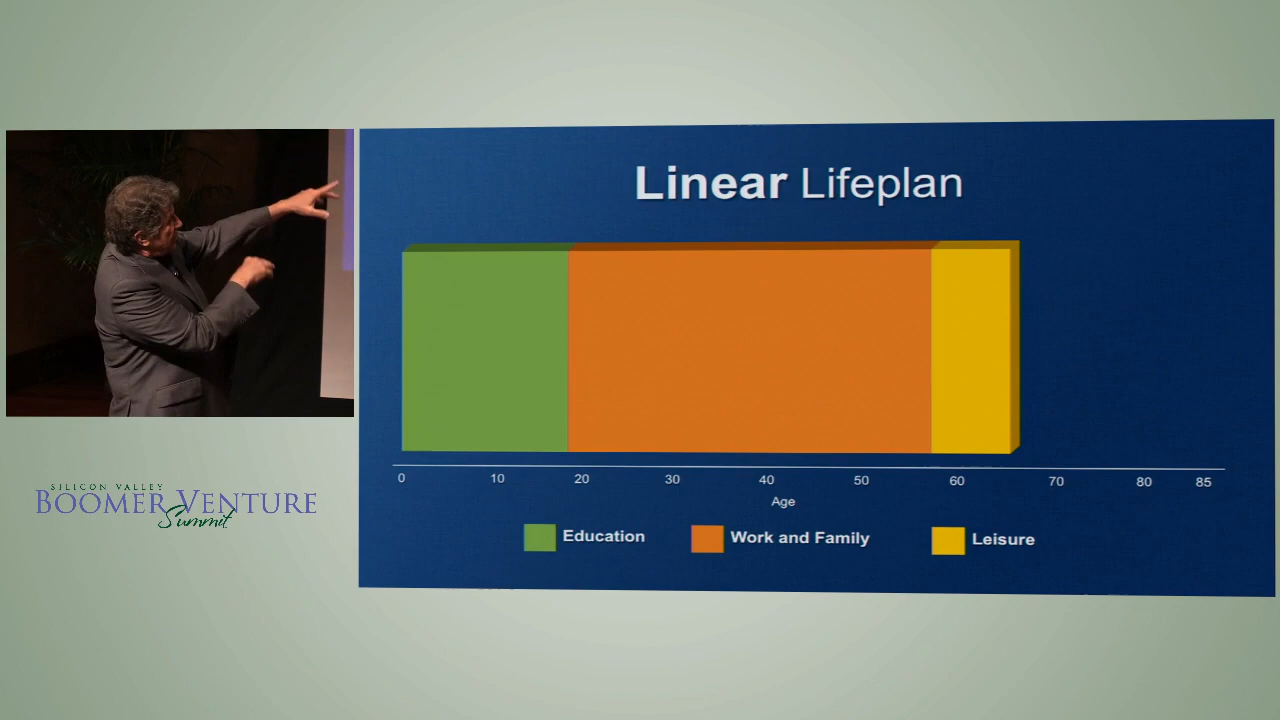 Linear Lifeplan
0 10 20 30 40 50 60 70 80 85
Age
Education Work and Family Leisure
SILICON VALLEY
BOOMER VENTURE
Summit